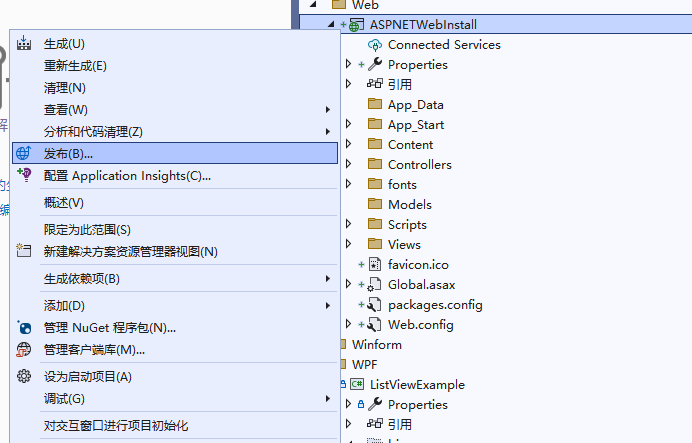 生成(U)
重新生成(E)
清理(N)
查看(W)
分析和代码清理(Z)
发布(B)...
配置 Application Insights(C)...
概述(V)
限定为此范围(S)
新建解决方案资源管理器视图(N)
生成依赖项(B)
添加(D)
管理 NuGet 程序包(N)...
管理客户端库(M)...
设为启动项目(A)
调试(G)
对交互窗口进行项目初始化
Web
ASPNETWebInstall
Connected Services
Properties
引用
App_Data
App_Start
Content
Controllers
fonts
Models
Scripts
Views
favicon.ico
Global.asax
packages.config
Web.config
Winform
WPF
C# ListViewExample
Properties
引用